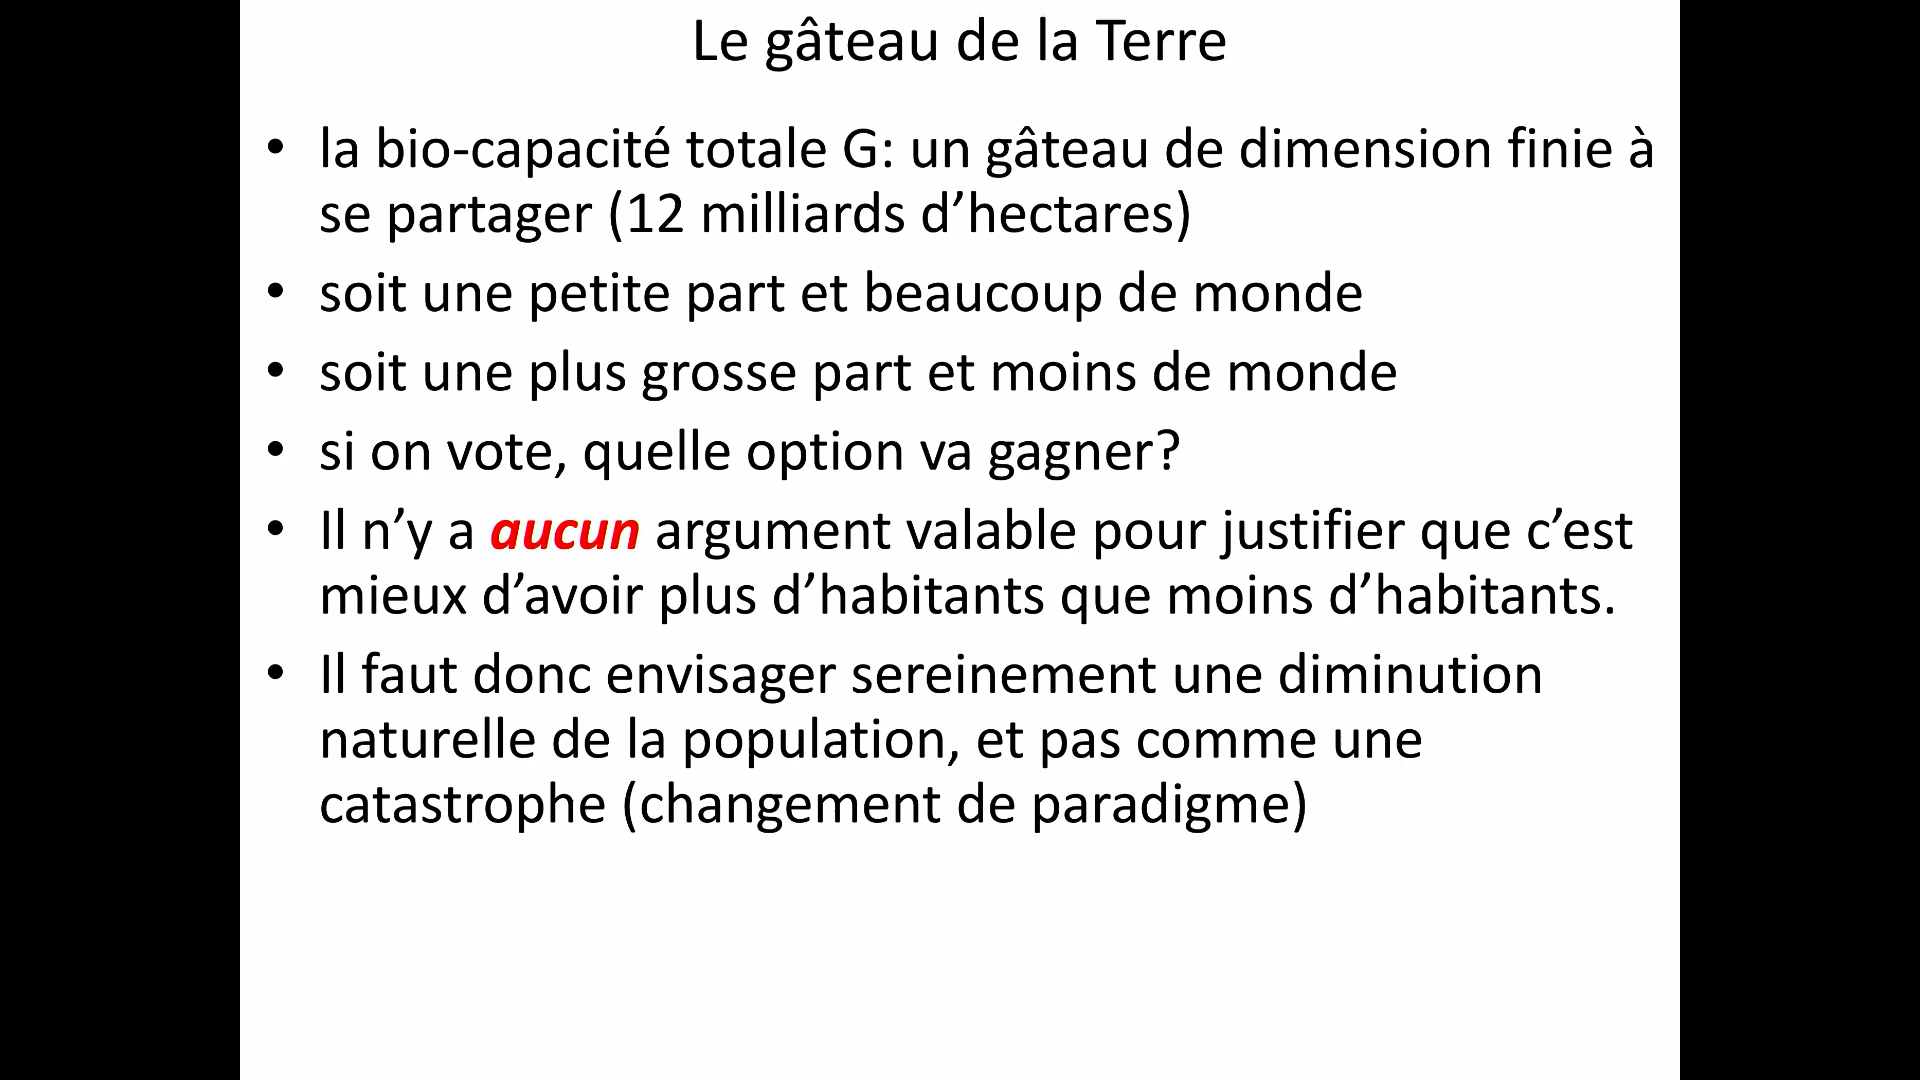 Le gâteau de la Terre
• la bio-capacité totale G: un gâteau de dimension finie à
se partager (12 milliards d’hectares)
• soit une petite part et beaucoup de monde
• soit une plus grosse part et moins de monde
• si on vote, quelle option va gagner?
• Il n’y a aucun argument valable pour justifier que c’est
mieux d’avoir plus d’habitants que moins d’habitants.
• Il faut donc envisager sereinement une diminution
naturelle de la population, et pas comme une
catastrophe (changement de paradigme)